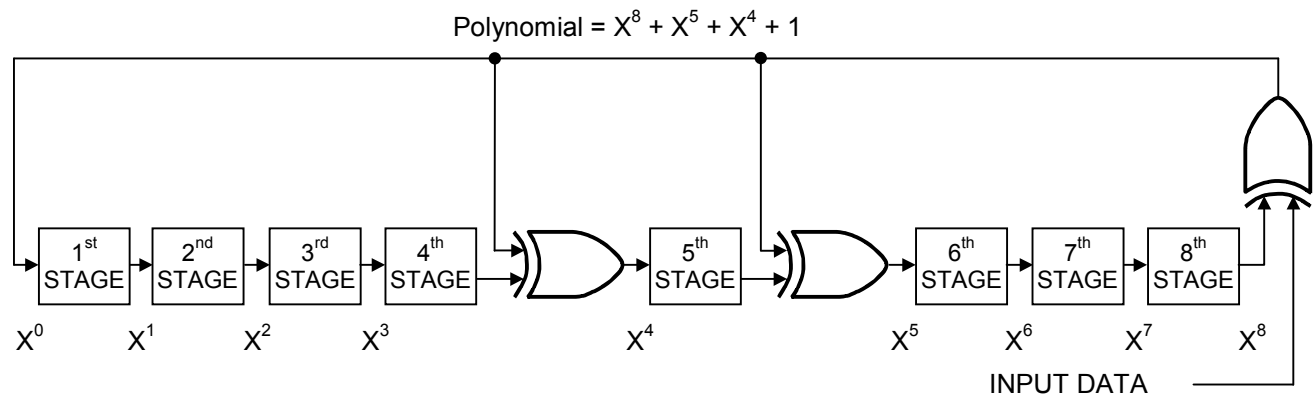 Polynomial = X⁸ + X⁵ + X⁴ + 1
1ˢᵗ STAGE
2ⁿᵈ STAGE
3ʳᵈ STAGE
4ᵗʰ STAGE
5ᵗʰ STAGE
6ᵗʰ STAGE
7ᵗʰ STAGE
8ᵗʰ STAGE
X⁰ X¹ X² X³ X⁴ X⁵ X⁶ X⁷ X⁸
INPUT DATA